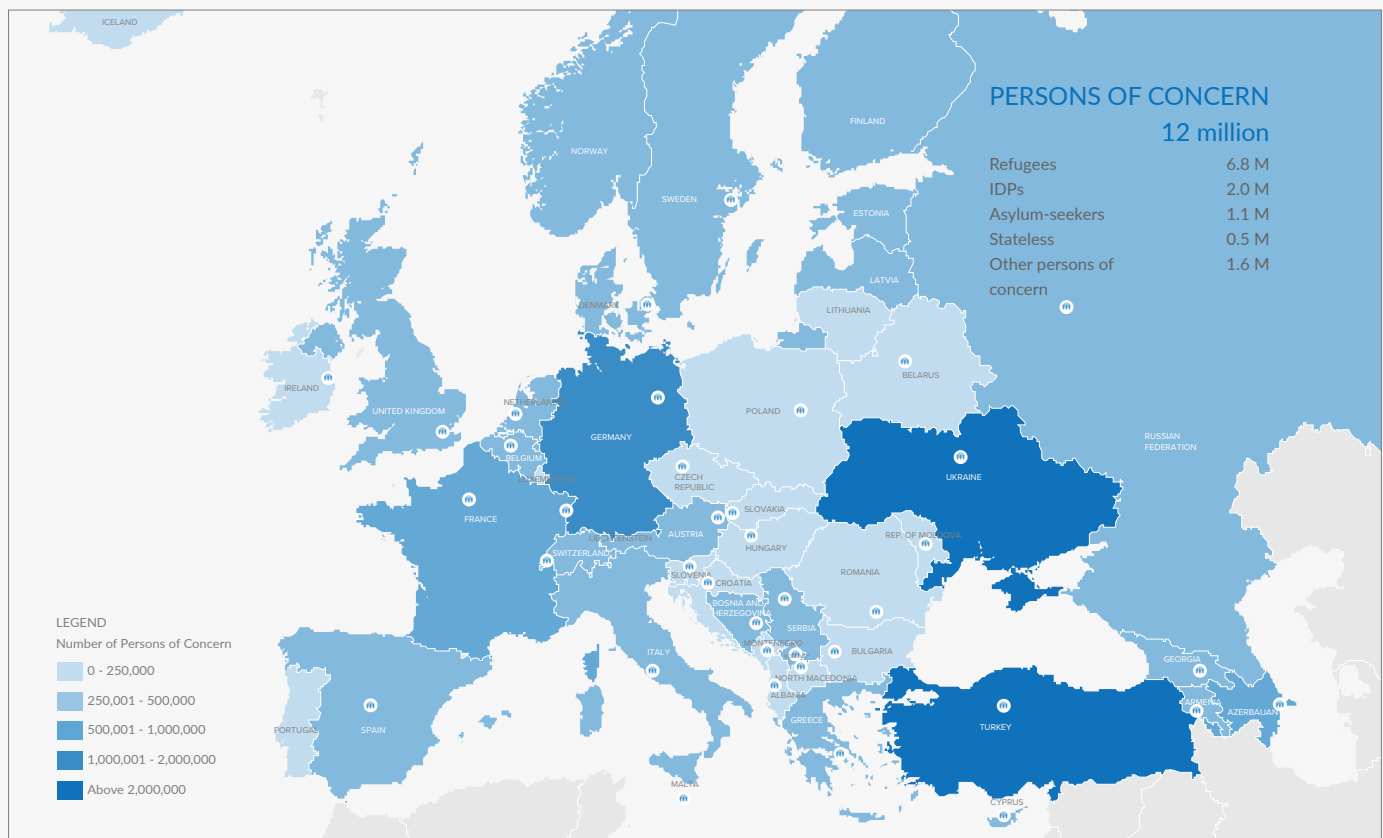 ICELAND
PERSONS OF CONCERN
12 million
Refugees 6.8 M
IDPs 2.0 M
Asylum-seekers 1.1 M
Stateless 0.5 M
Other persons of 1.6 M
concern
FINLAND
NORWAY
SWEDEN
ESTONIA
LATVIA
DENMARK
LITHUANIA
BELARUS
IRELAND
NETHERLANDS
UNITED KINGDOM
POLAND
GERMANY
RUSSIAN
FEDERATION
BELGIUM
LUXEMBOURG
CZECH
REPUBLIC
UKRAINE
FRANCE
SLOVAKIA
AUSTRIA
REP. OF MOLDOVA
LIECHTENSTEIN
SWITZERLAND
HUNGARY
ROMANIA
SLOVENIA
CROATIA
BOSNIA AND
HERZEGOVINA
SERBIA
MONTENEGRO
ITALY
BULGARIA
GEORGIA
NORTH MACEDONIA
ALBANIA
ARMENIA
AZERBAIJAN
GREECE
TURKEY
PORTUGAL
SPAIN
MALTA
CYPRUS
LEGEND
Number of Persons of Concern
0 - 250,000
250,001 - 500,000
500,001 - 1,000,000
1,000,001 - 2,000,000
Above 2,000,000